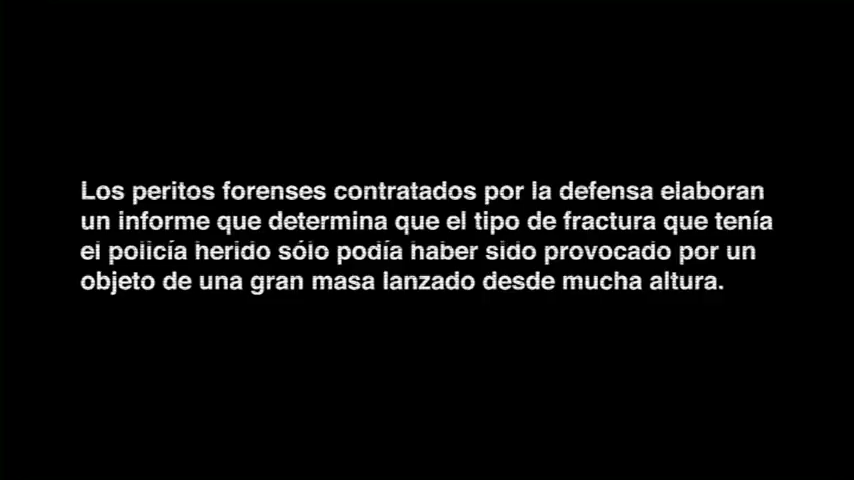 Los peritos forenses contratados por la defensa elaboran
un informe que determina que el tipo de fractura que tenía
el policía herido sólo podía haber sido provocado por un
objeto de una gran masa lanzado desde mucha altura.